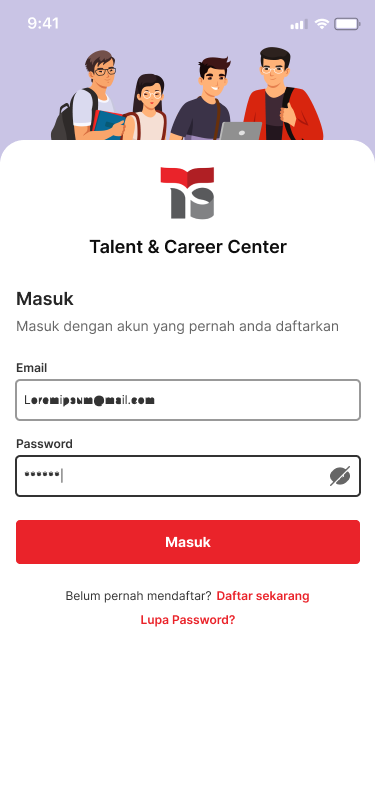 9:41
TS
Talent & Career Center
Masuk
Masuk dengan akun yang pernah anda daftarkan
Email
Loremipsum@mail.com
Password
******
Masuk
Belum pernah mendaftar? Daftar sekarang
Lupa Password?